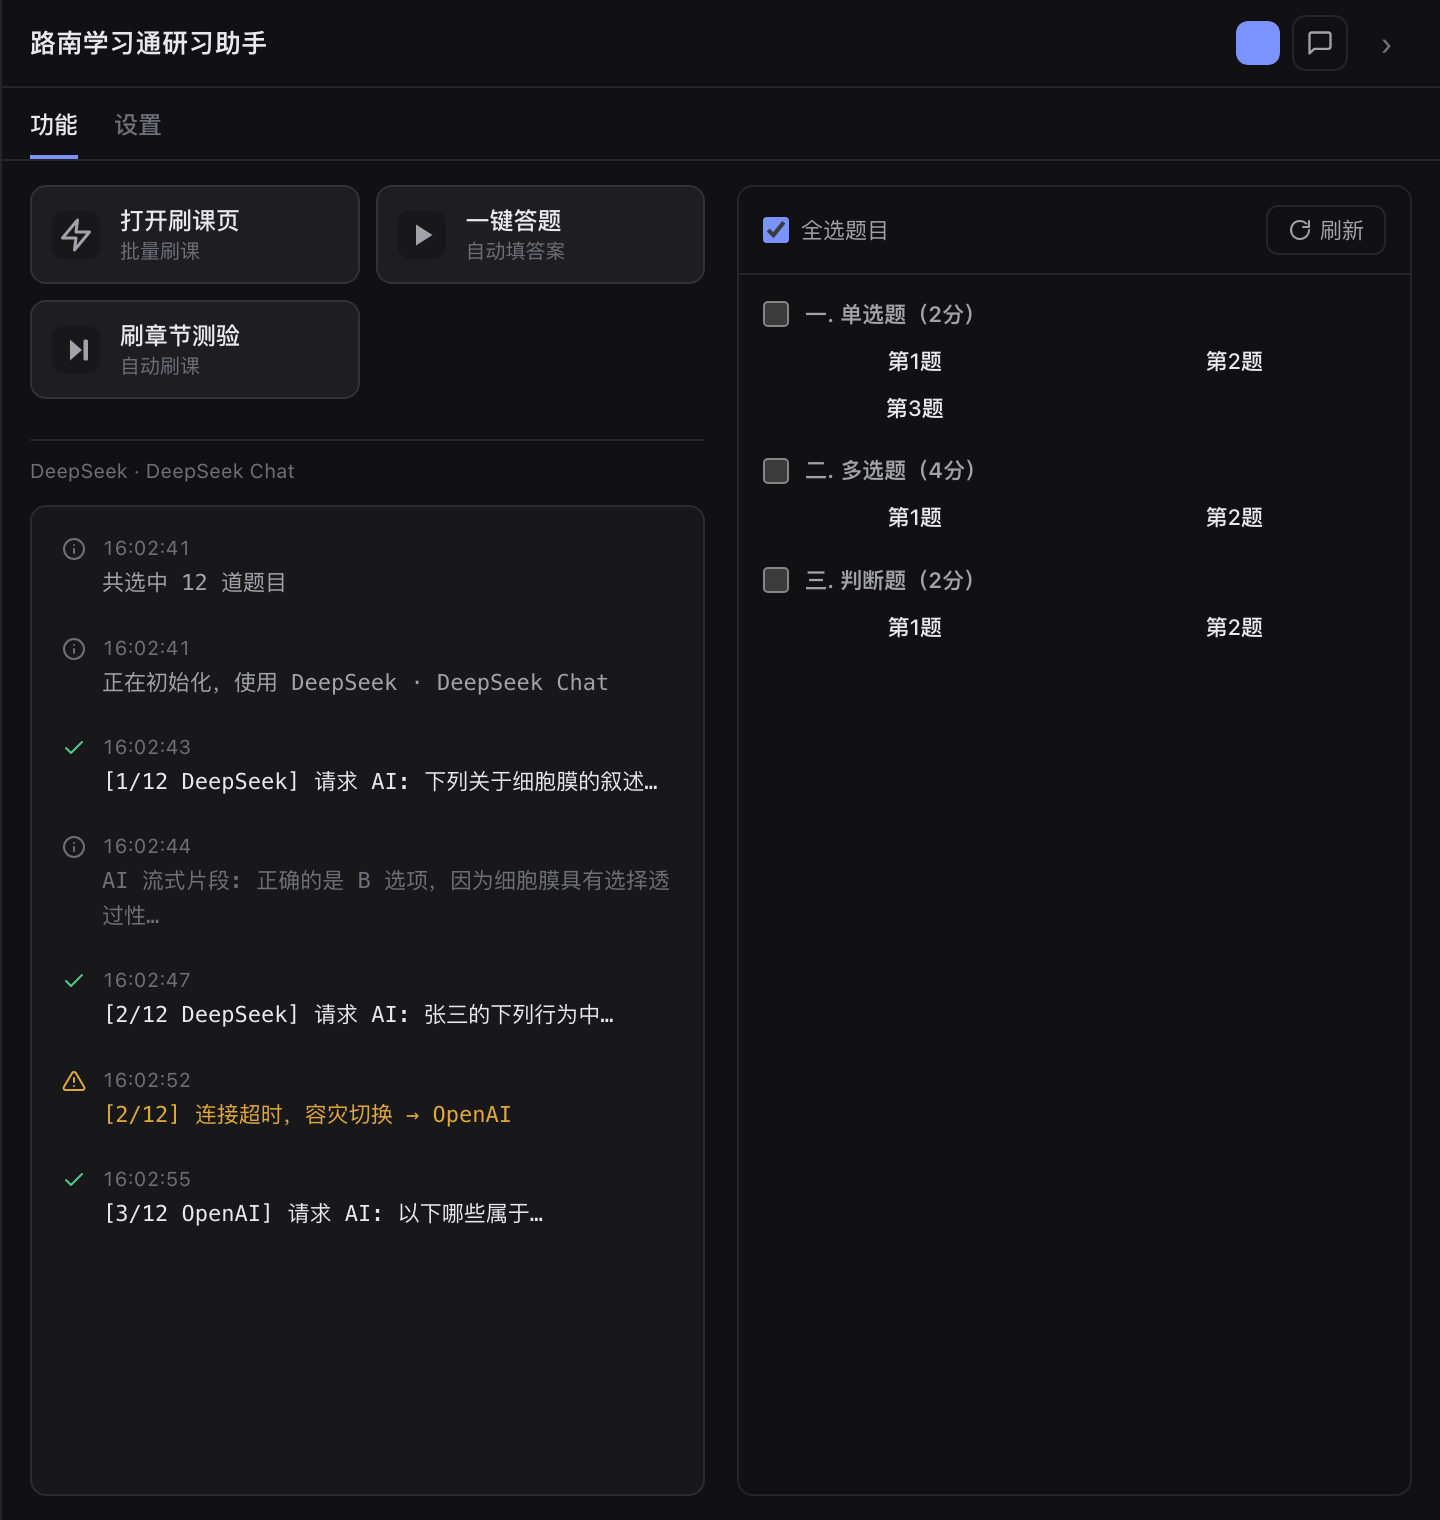 路南学习通研习助手
功能
设置
打开刷课页
批量刷课
一键答题
自动填答案
刷章节测验
自动刷课
DeepSeek · DeepSeek Chat
16:02:41
共选中 12 道题目
16:02:41
正在初始化，使用 DeepSeek · DeepSeek Chat
16:02:43
[1/12 DeepSeek] 请求 AI: 下列关于细胞膜的叙述…
16:02:44
AI 流式片段: 正确的是 B 选项，因为细胞膜具有选择透
过性…
16:02:47
[2/12 DeepSeek] 请求 AI: 张三的下列行为中…
16:02:52
[2/12] 连接超时，容灾切换 → OpenAI
16:02:55
[3/12 OpenAI] 请求 AI: 以下哪些属于…
全选题目
刷新
一. 单选题（2分）
第1题
第2题
第3题
二. 多选题（4分）
第1题
第2题
三. 判断题（2分）
第1题
第2题